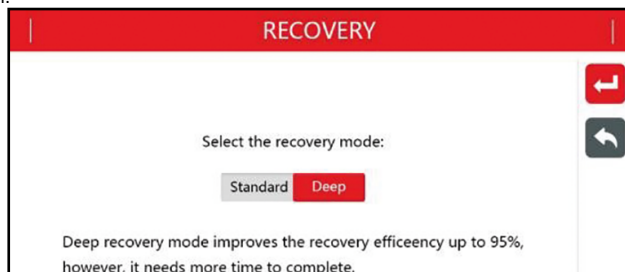 RECOVERY
Select the recovery mode:
Standard Deep
Deep recovery mode improves the recovery efficeency up to 95%,
however, it needs more time to complete.